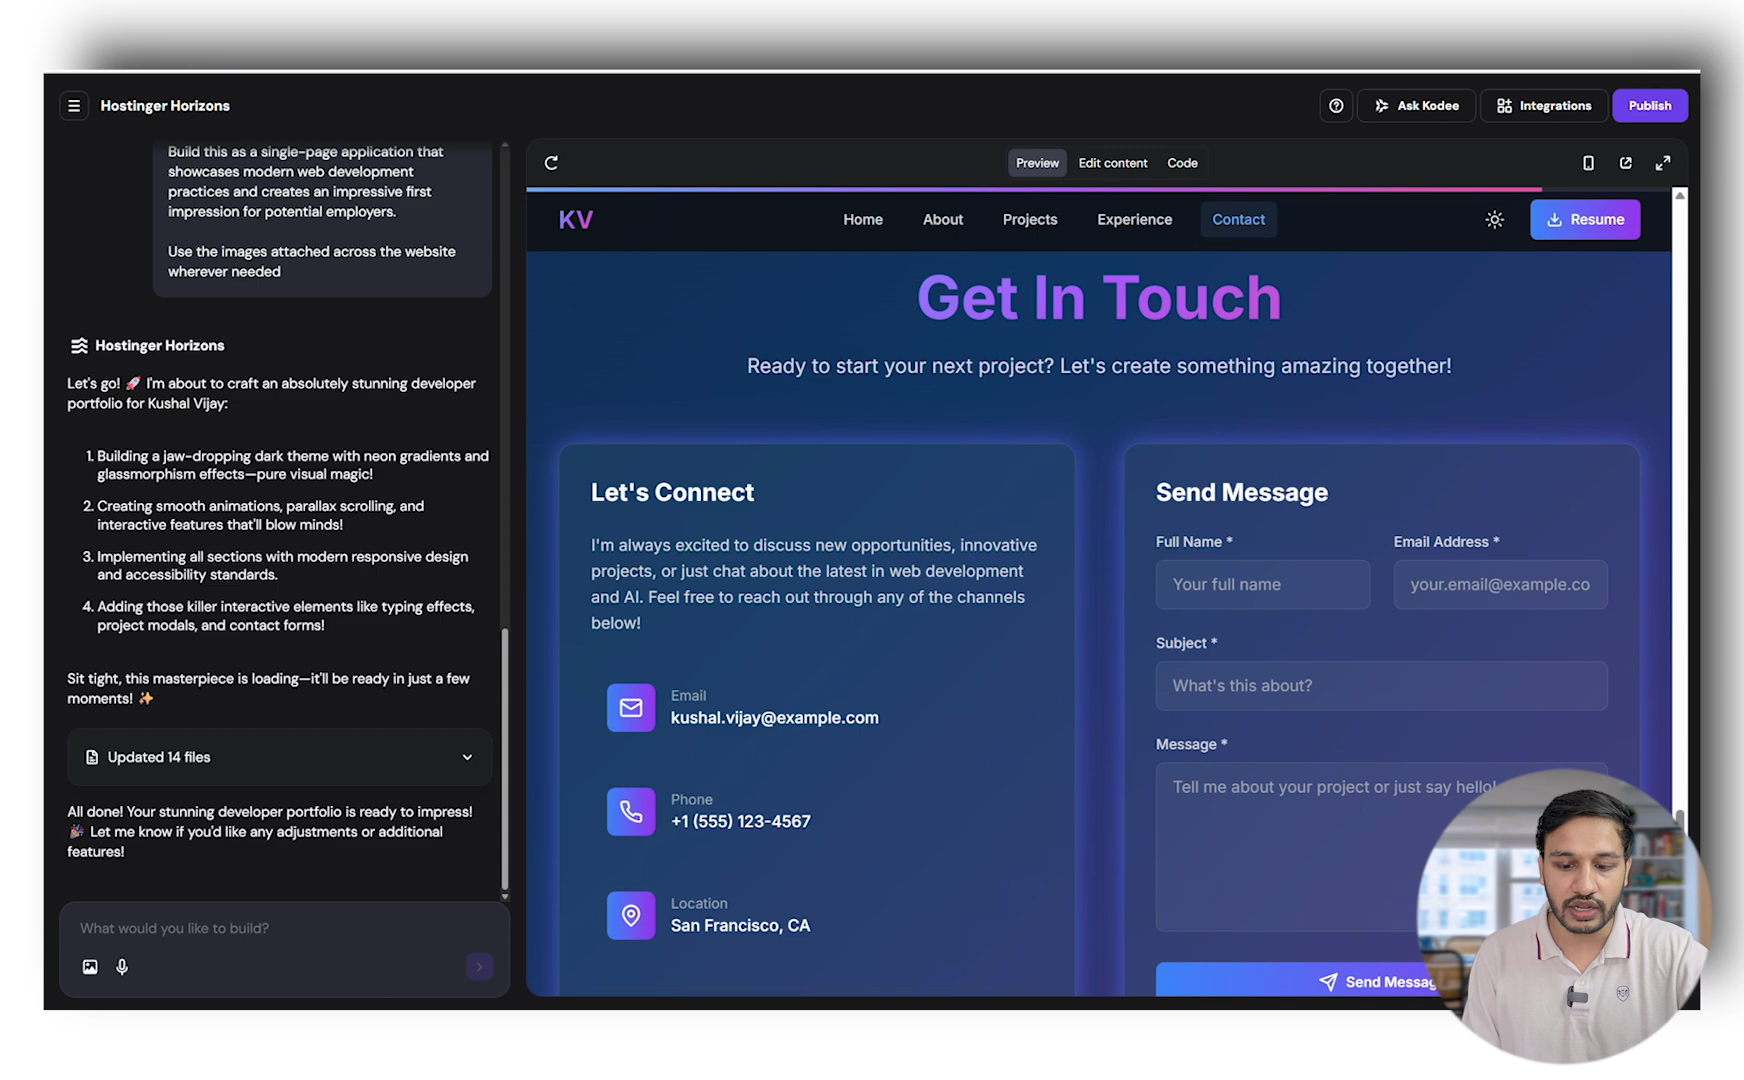 Hostinger Horizons
Ask Kodee
Integrations
Publish
Build this as a single-page application that
showcases modern web development
practices and creates an impressive first
impression for potential employers.
Use the images attached across the website
wherever needed
Hostinger Horizons
Let's go! 🚀 I'm about to craft an absolutely stunning developer
portfolio for Kushal Vijay:
1. Building a jaw-dropping dark theme with neon gradients and
glassmorphism effects—pure visual magic!
2. Creating smooth animations, parallax scrolling, and
interactive features that'll blow minds!
3. Implementing all sections with modern responsive design
and accessibility standards.
4. Adding those killer interactive elements like typing effects,
project modals, and contact forms!
Sit tight, this masterpiece is loading—it'll be ready in just a few
moments! ✨
Updated 14 files
All done! Your stunning developer portfolio is ready to impress!
🎉 Let me know if you'd like any adjustments or additional
features!
What would you like to build?
Preview
Edit content
Code
KV
Home
About
Projects
Experience
Contact
Resume
Get In Touch
Ready to start your next project? Let's create something amazing together!
Let's Connect
I'm always excited to discuss new opportunities, innovative
projects, or just chat about the latest in web development
and AI. Feel free to reach out through any of the channels
below!
Email
kushal.vijay@example.com
Phone
+1 (555) 123-4567
Location
San Francisco, CA
Send Message
Full Name *
Email Address *
Your full name
your.email@example.co
Subject *
What's this about?
Message *
Tell me about your project or just say hello!
Send Messag